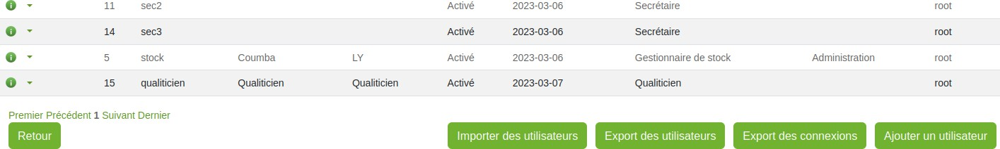 11 sec2 Activé 2023-03-06 Secrétaire root
14 sec3 Activé 2023-03-06 Secrétaire root
5 stock Coumba LY Activé 2023-03-06 Gestionnaire de stock Administration root
15 qualiticien Qualiticien Qualiticien Activé 2023-03-07 Qualiticien root
Premier Précédent 1 Suivant Dernier
Retour Importer des utilisateurs Export des utilisateurs Export des connexions Ajouter un utilisateur